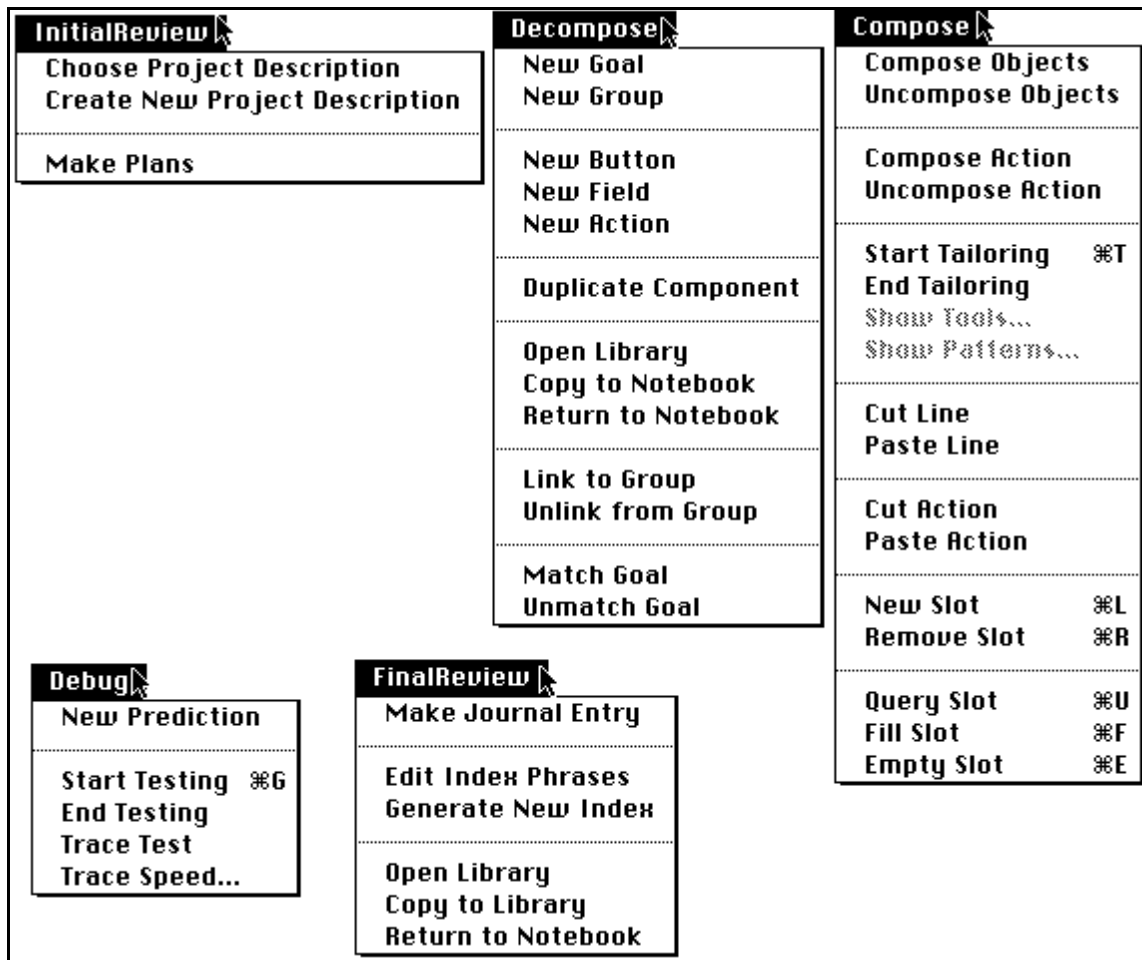 InitialReview
Choose Project Description
Create New Project Description
Make Plans
Decompose
New Goal
New Group
New Button
New Field
New Action
Duplicate Component
Open Library
Copy to Notebook
Return to Notebook
Link to Group
Unlink from Group
Match Goal
Unmatch Goal
Compose
Compose Objects
Uncompose Objects
Compose Action
Uncompose Action
Start Tailoring ⌘T
End Tailoring
Show Tools...
Show Patterns...
Cut Line
Paste Line
Cut Action
Paste Action
New Slot ⌘L
Remove Slot ⌘R
Query Slot ⌘U
Fill Slot ⌘F
Empty Slot ⌘E
Debug
New Prediction
Start Testing ⌘G
End Testing
Trace Test
Trace Speed...
FinalReview
Make Journal Entry
Edit Index Phrases
Generate New Index
Open Library
Copy to Library
Return to Notebook